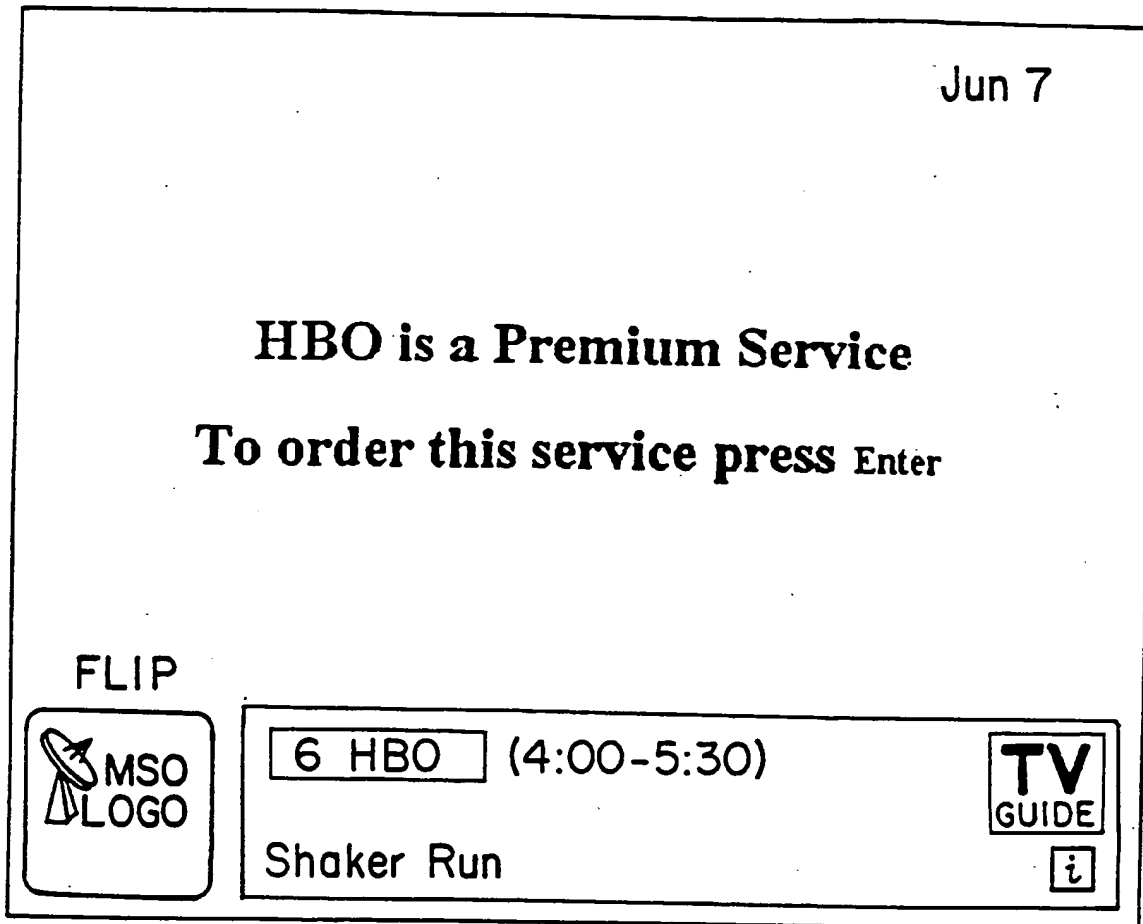 Jun 7
HBO is a Premium Service
To order this service press Enter
FLIP
MSO
LOGO
6 HBO (4:00-5:30)
Shaker Run
TV
GUIDE
i